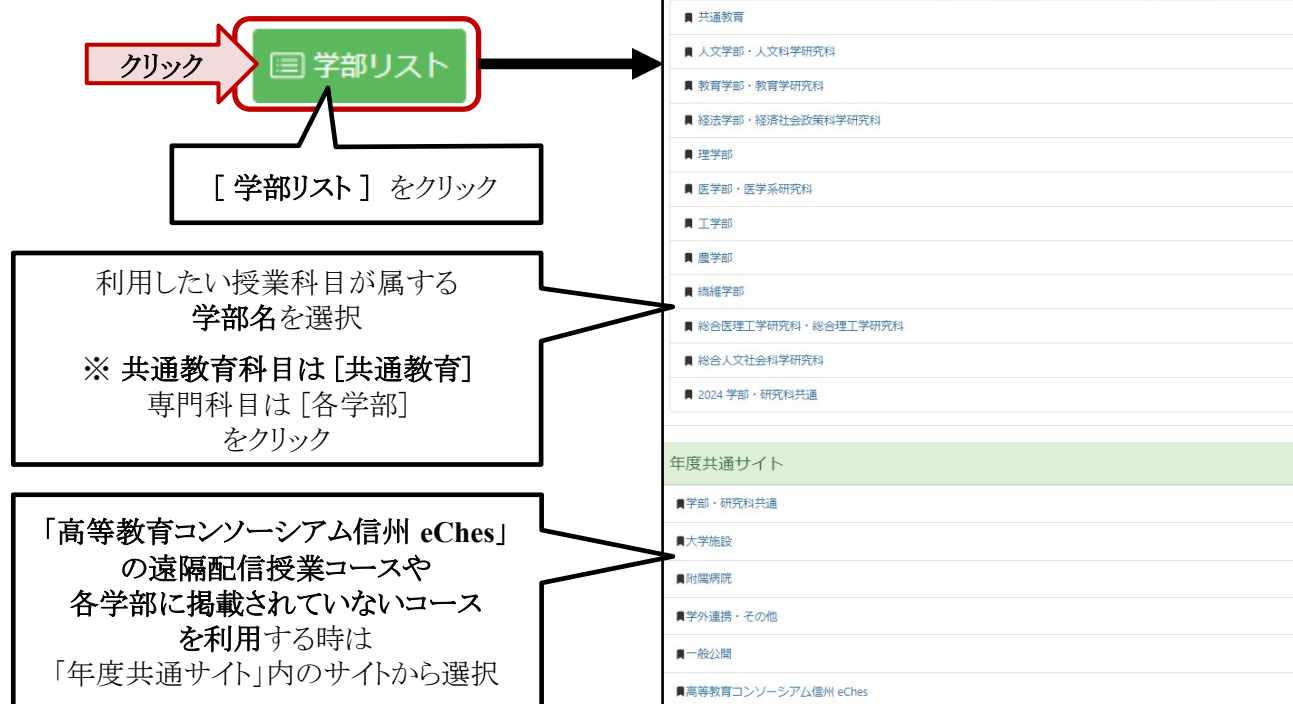 クリック
学部リスト
[ 学部リスト ] をクリック
利用したい授業科目が属する
学部名を選択
※ 共通教育科目は [共通教育]
専門科目は [各学部]
をクリック
「高等教育コンソーシアム信州 eChes」
の遠隔配信授業コースや
各学部に掲載されていないコース
を利用する時は
「年度共通サイト」内のサイトから選択
共通教育
人文学部・人文科学研究科
教育学部・教育学研究科
経法学部・経済社会政策科学研究科
理学部
医学部・医学系研究科
工学部
農学部
繊維学部
総合医理工学研究科・総合理工学研究科
総合人文社会科学研究科
2024 学部・研究科共通
年度共通サイト
学部・研究科共通
大学施設
附属病院
学外連携・その他
一般公開
高等教育コンソーシアム信州 eChes